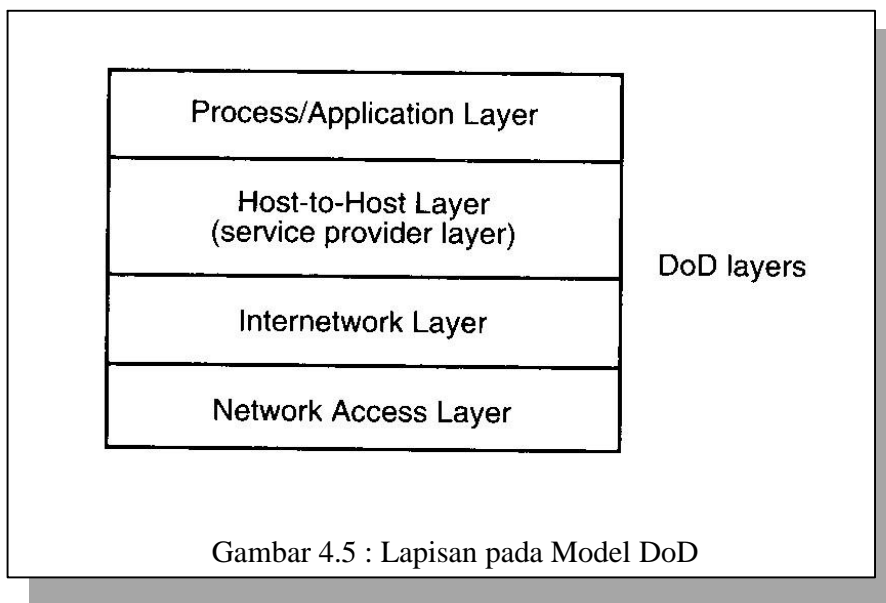 Process/Application Layer
Host-to-Host Layer
(service provider layer)
DoD layers
Internetwork Layer
Network Access Layer
Gambar 4.5 : Lapisan pada Model DoD